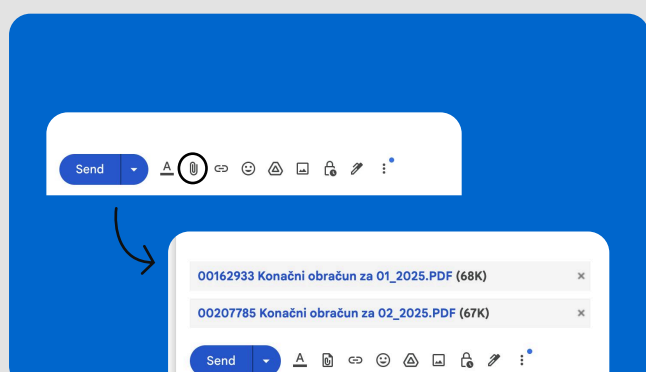 Send
A
00162933 Konačni obračun za 01_2025.PDF (68K)
00207785 Konačni obračun za 02_2025.PDF (67K)
Send
A